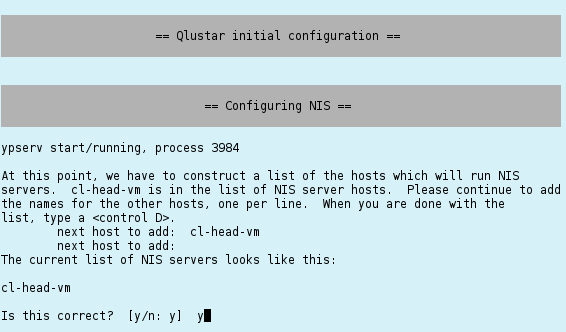 == Qlustar initial configuration ==
== Configuring NIS ==
ypserv start/running, process 3984
At this point, we have to construct a list of the hosts which will run NIS
servers.  cl-head-vm is in the list of NIS server hosts.  Please continue to add
the names for the other hosts, one per line.  When you are done with the
list, type a <control D>.
        next host to add:  cl-head-vm
        next host to add:
The current list of NIS servers looks like this:
cl-head-vm
Is this correct?  [y/n: y]  y